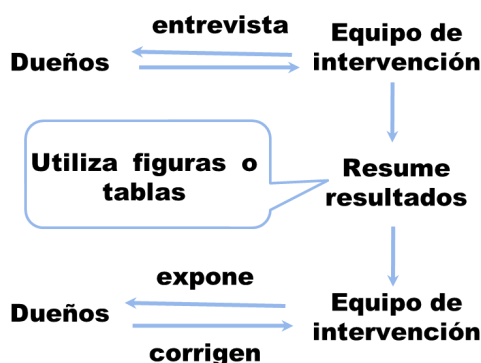 entrevista
Equipo de
intervención
Dueños
Utiliza figuras o
tablas
Resume
resultados
expone
Equipo de
intervención
Dueños
corrigen